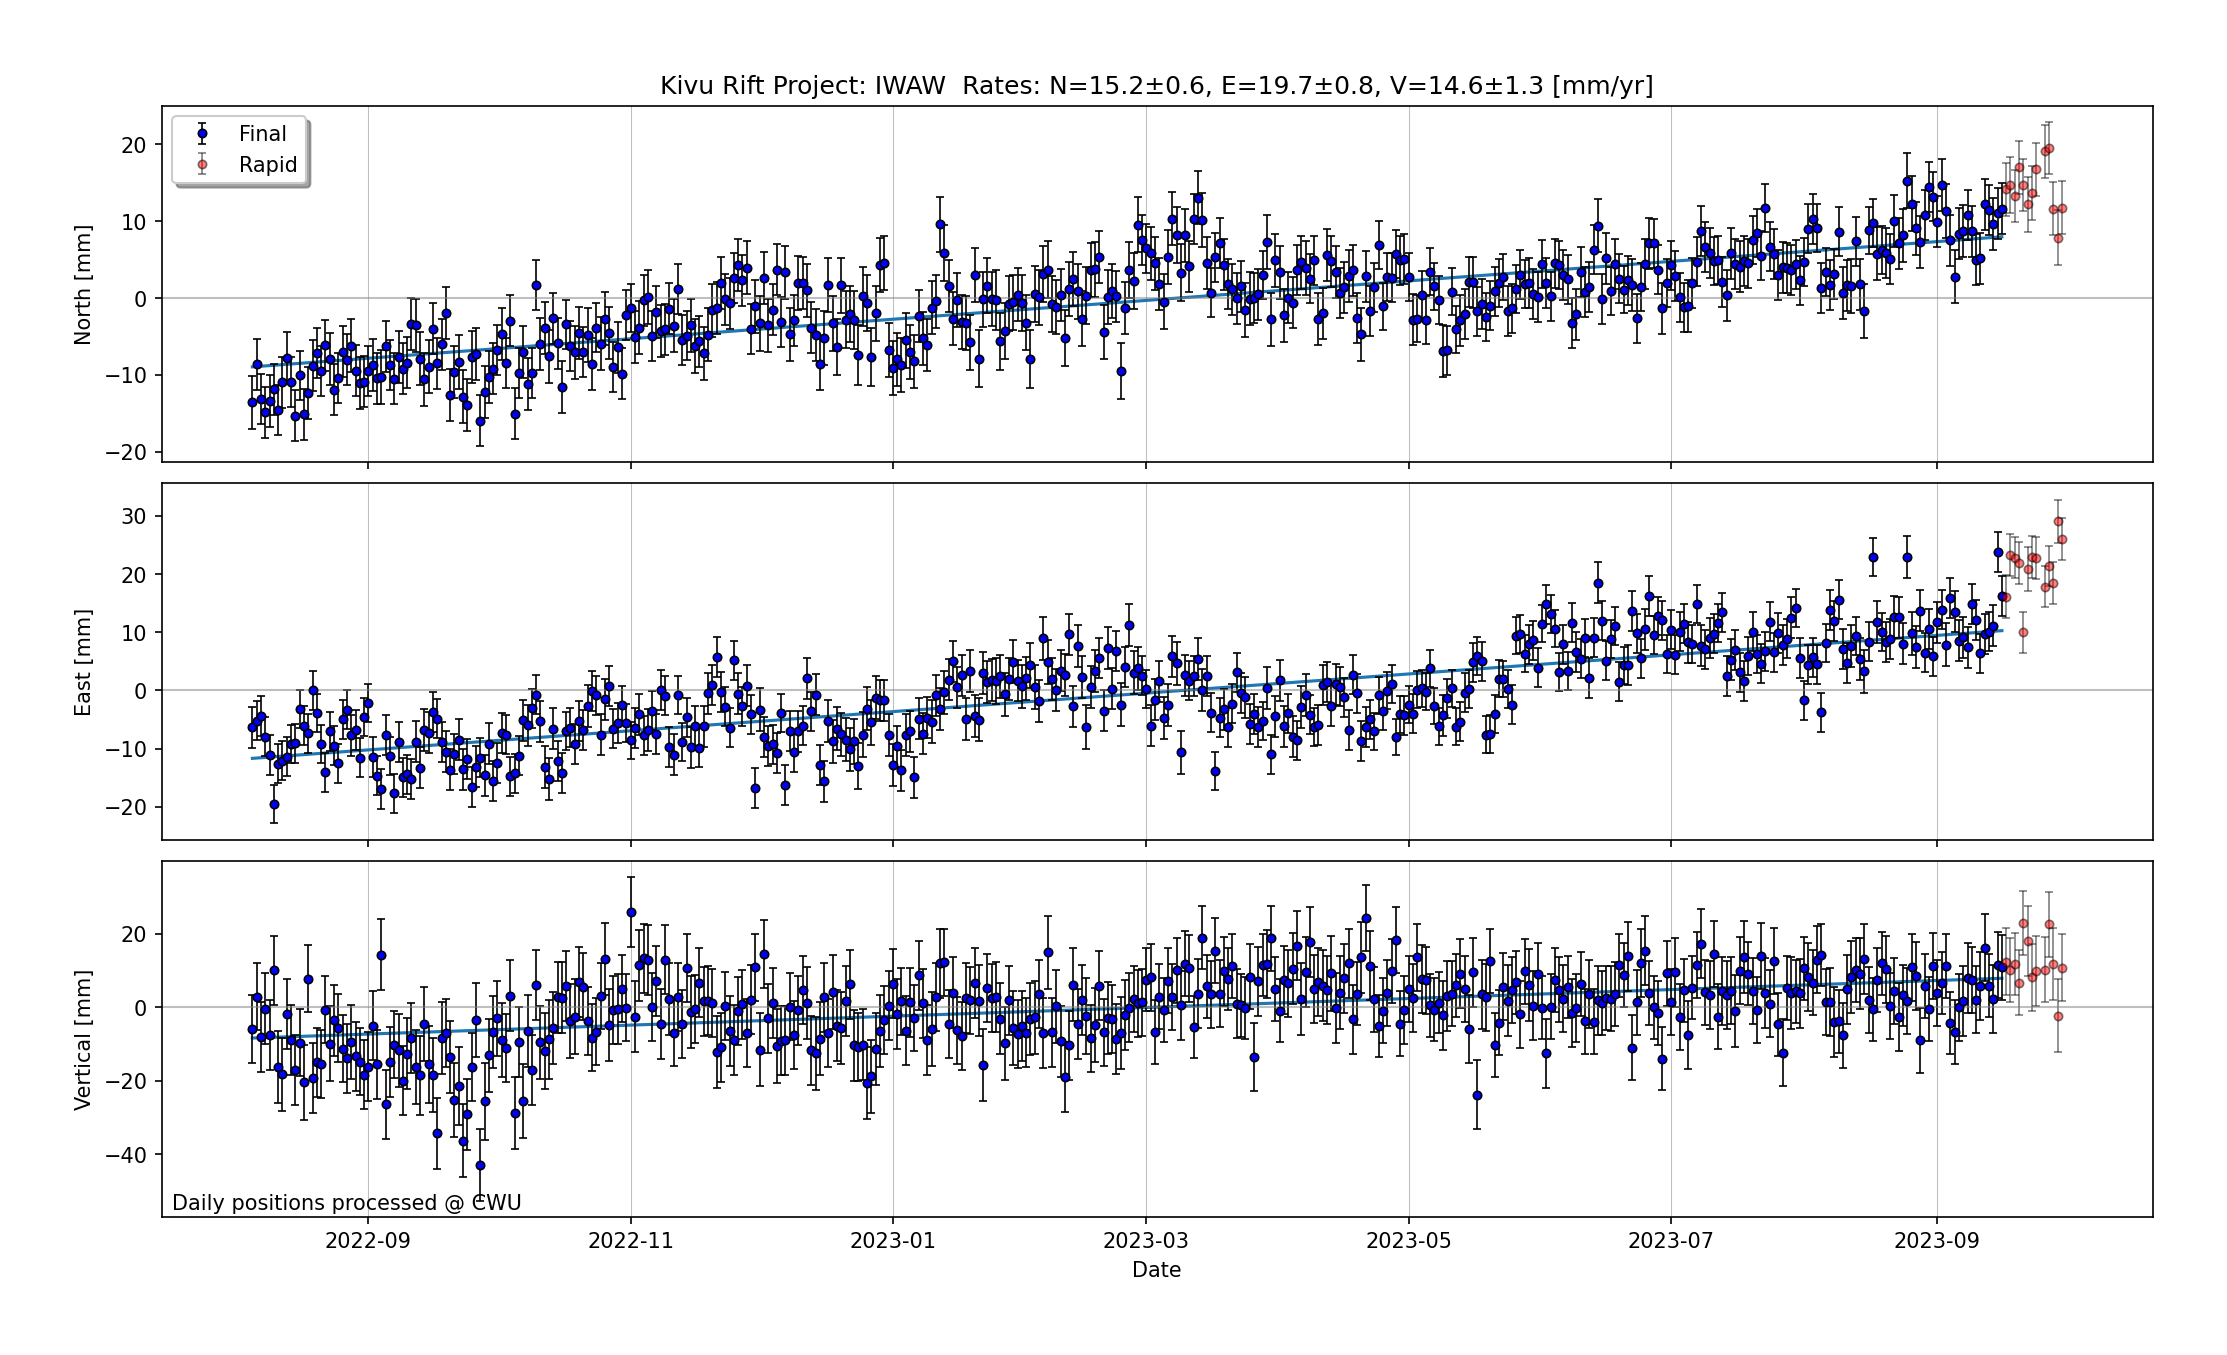 Kivu Rift Project: IWAW  Rates: N=15.2±0.6, E=19.7±0.8, V=14.6±1.3 [mm/yr]
Final
Rapid
North [mm]
20
10
0
−10
−20
East [mm]
30
20
10
0
−10
−20
Vertical [mm]
20
0
−20
−40
Daily positions processed @ CWU
2022-09
2022-11
2023-01
2023-03
2023-05
2023-07
2023-09
Date